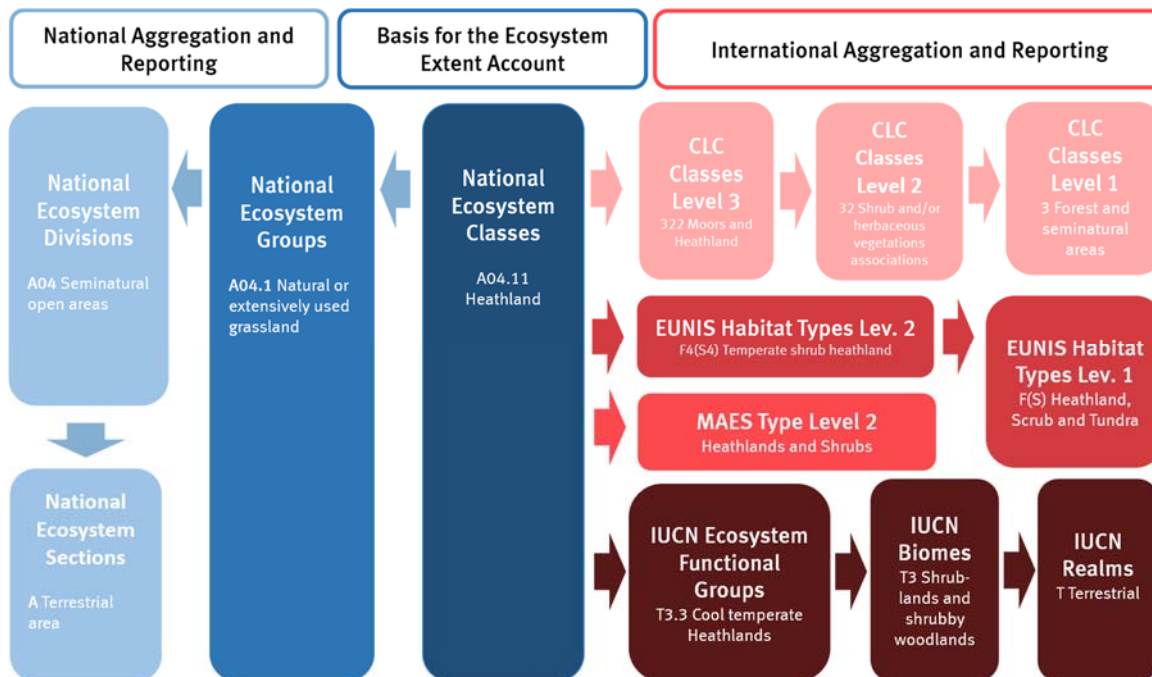 National Aggregation and
Reporting
Basis for the Ecosystem
Extent Account
International Aggregation and Reporting
National
Ecosystem
Divisions
A04 Seminatural
open areas
National
Ecosystem
Sections
A Terrestrial
area
National
Ecosystem
Groups
A04.1 Natural or
extensively used
grassland
National
Ecosystem
Classes
A04.11
Heathland
CLC
Classes
Level 3
322 Moors and
Heathland
CLC
Classes
Level 2
32 Shrub and/or
herbaceous
vegetations
associations
CLC
Classes
Level 1
3 Forest and
seminatural
areas
EUNIS Habitat Types Lev. 2
F4(S4) Temperate shrub heathland
EUNIS Habitat
Types Lev. 1
F(S) Heathland,
Scrub and Tundra
MAES Type Level 2
Heathlands and Shrubs
IUCN Ecosystem
Functional
Groups
T3.3 Cool temperate
Heathlands
IUCN
Biomes
T3 Shrub-
lands and
shrubby
woodlands
IUCN
Realms
T Terrestrial